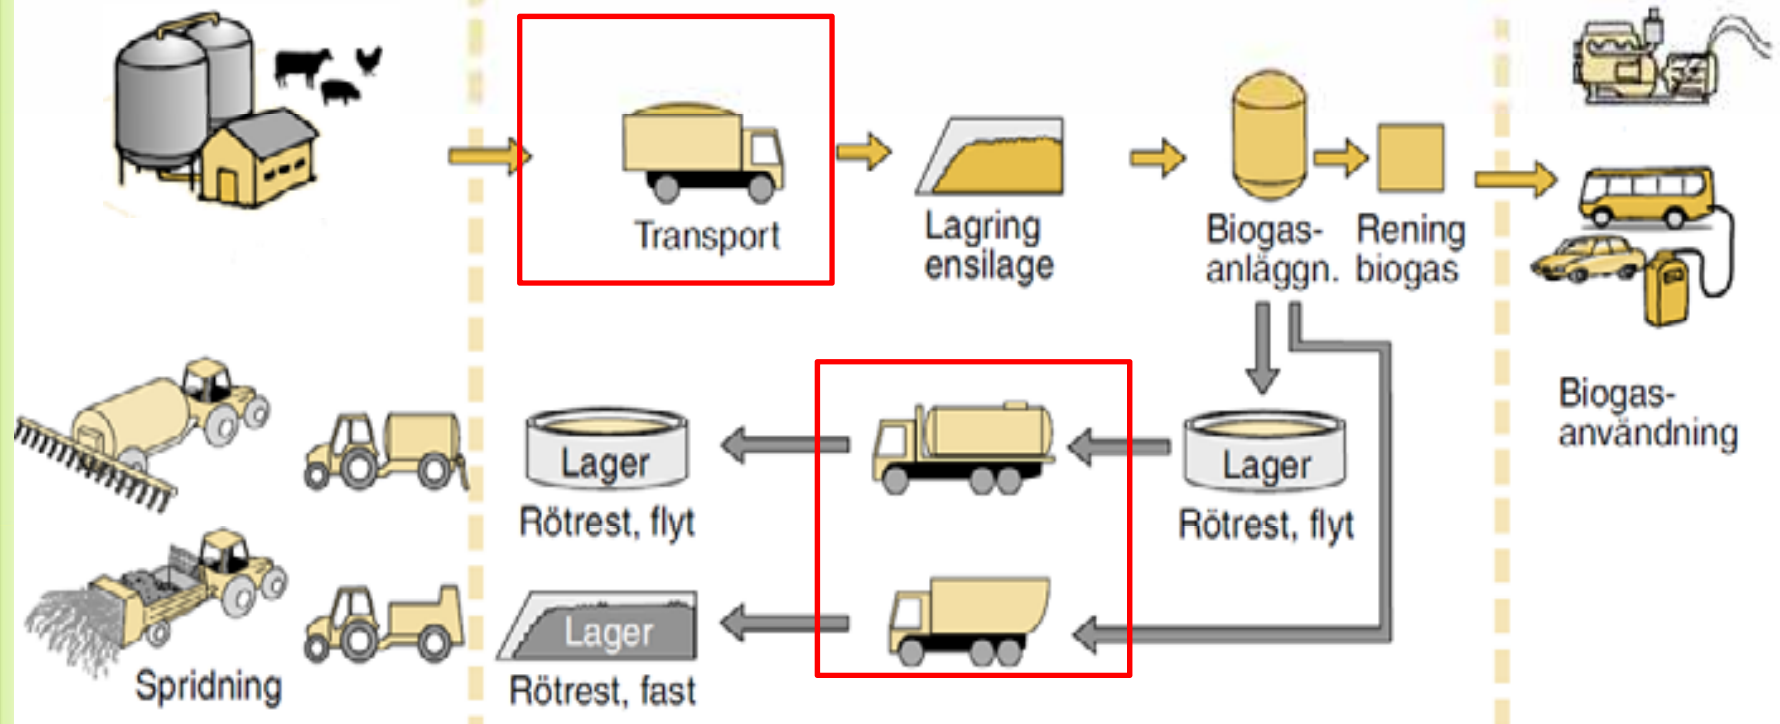 Transport
Lagring
ensilage
Biogas-
anläggn.
Rening
biogas
Biogas-
användning
Lager
Rötrest, flyt
Lager
Rötrest, flyt
Lager
Rötrest, fast
Spridning